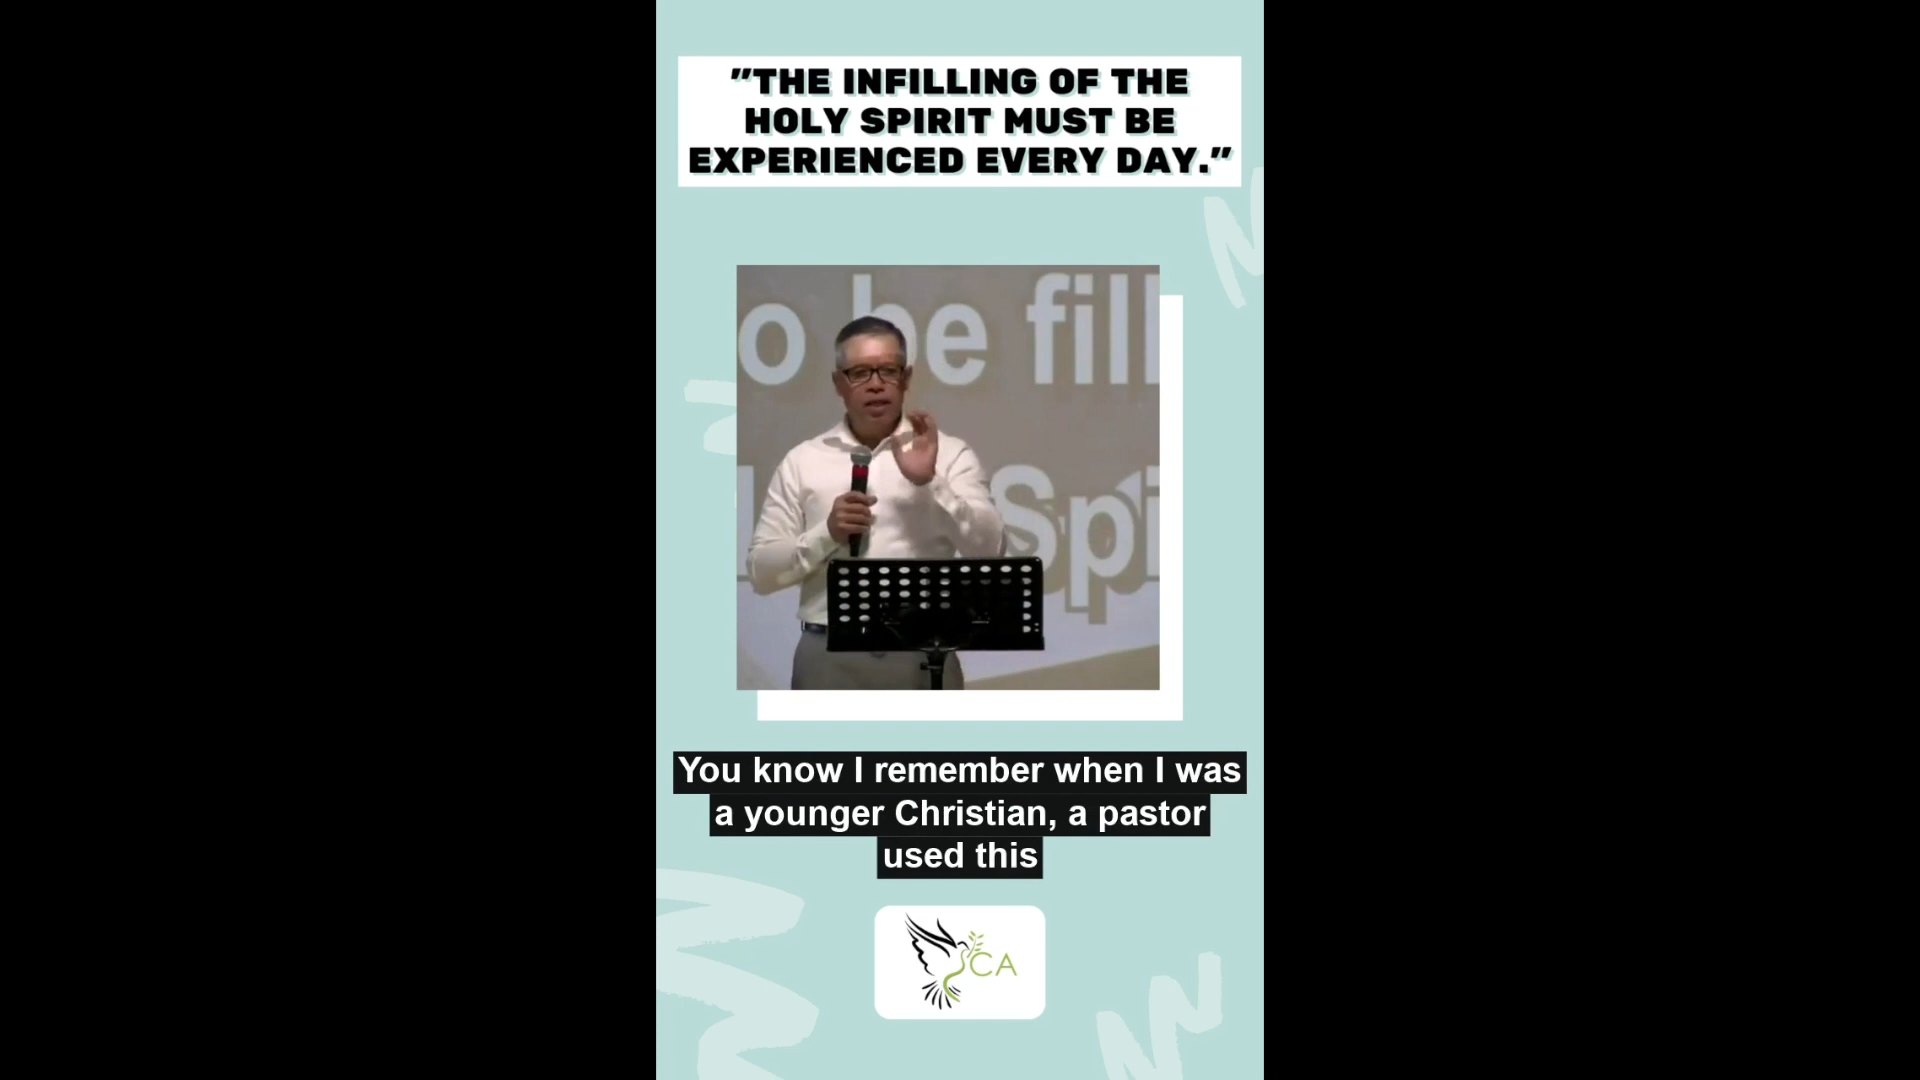 "THE INFILLING OF THE
HOLY SPIRIT MUST BE
EXPERIENCED EVERY DAY."
o be fill
Spi
You know I remember when I was
a younger Christian, a pastor
used this
CA